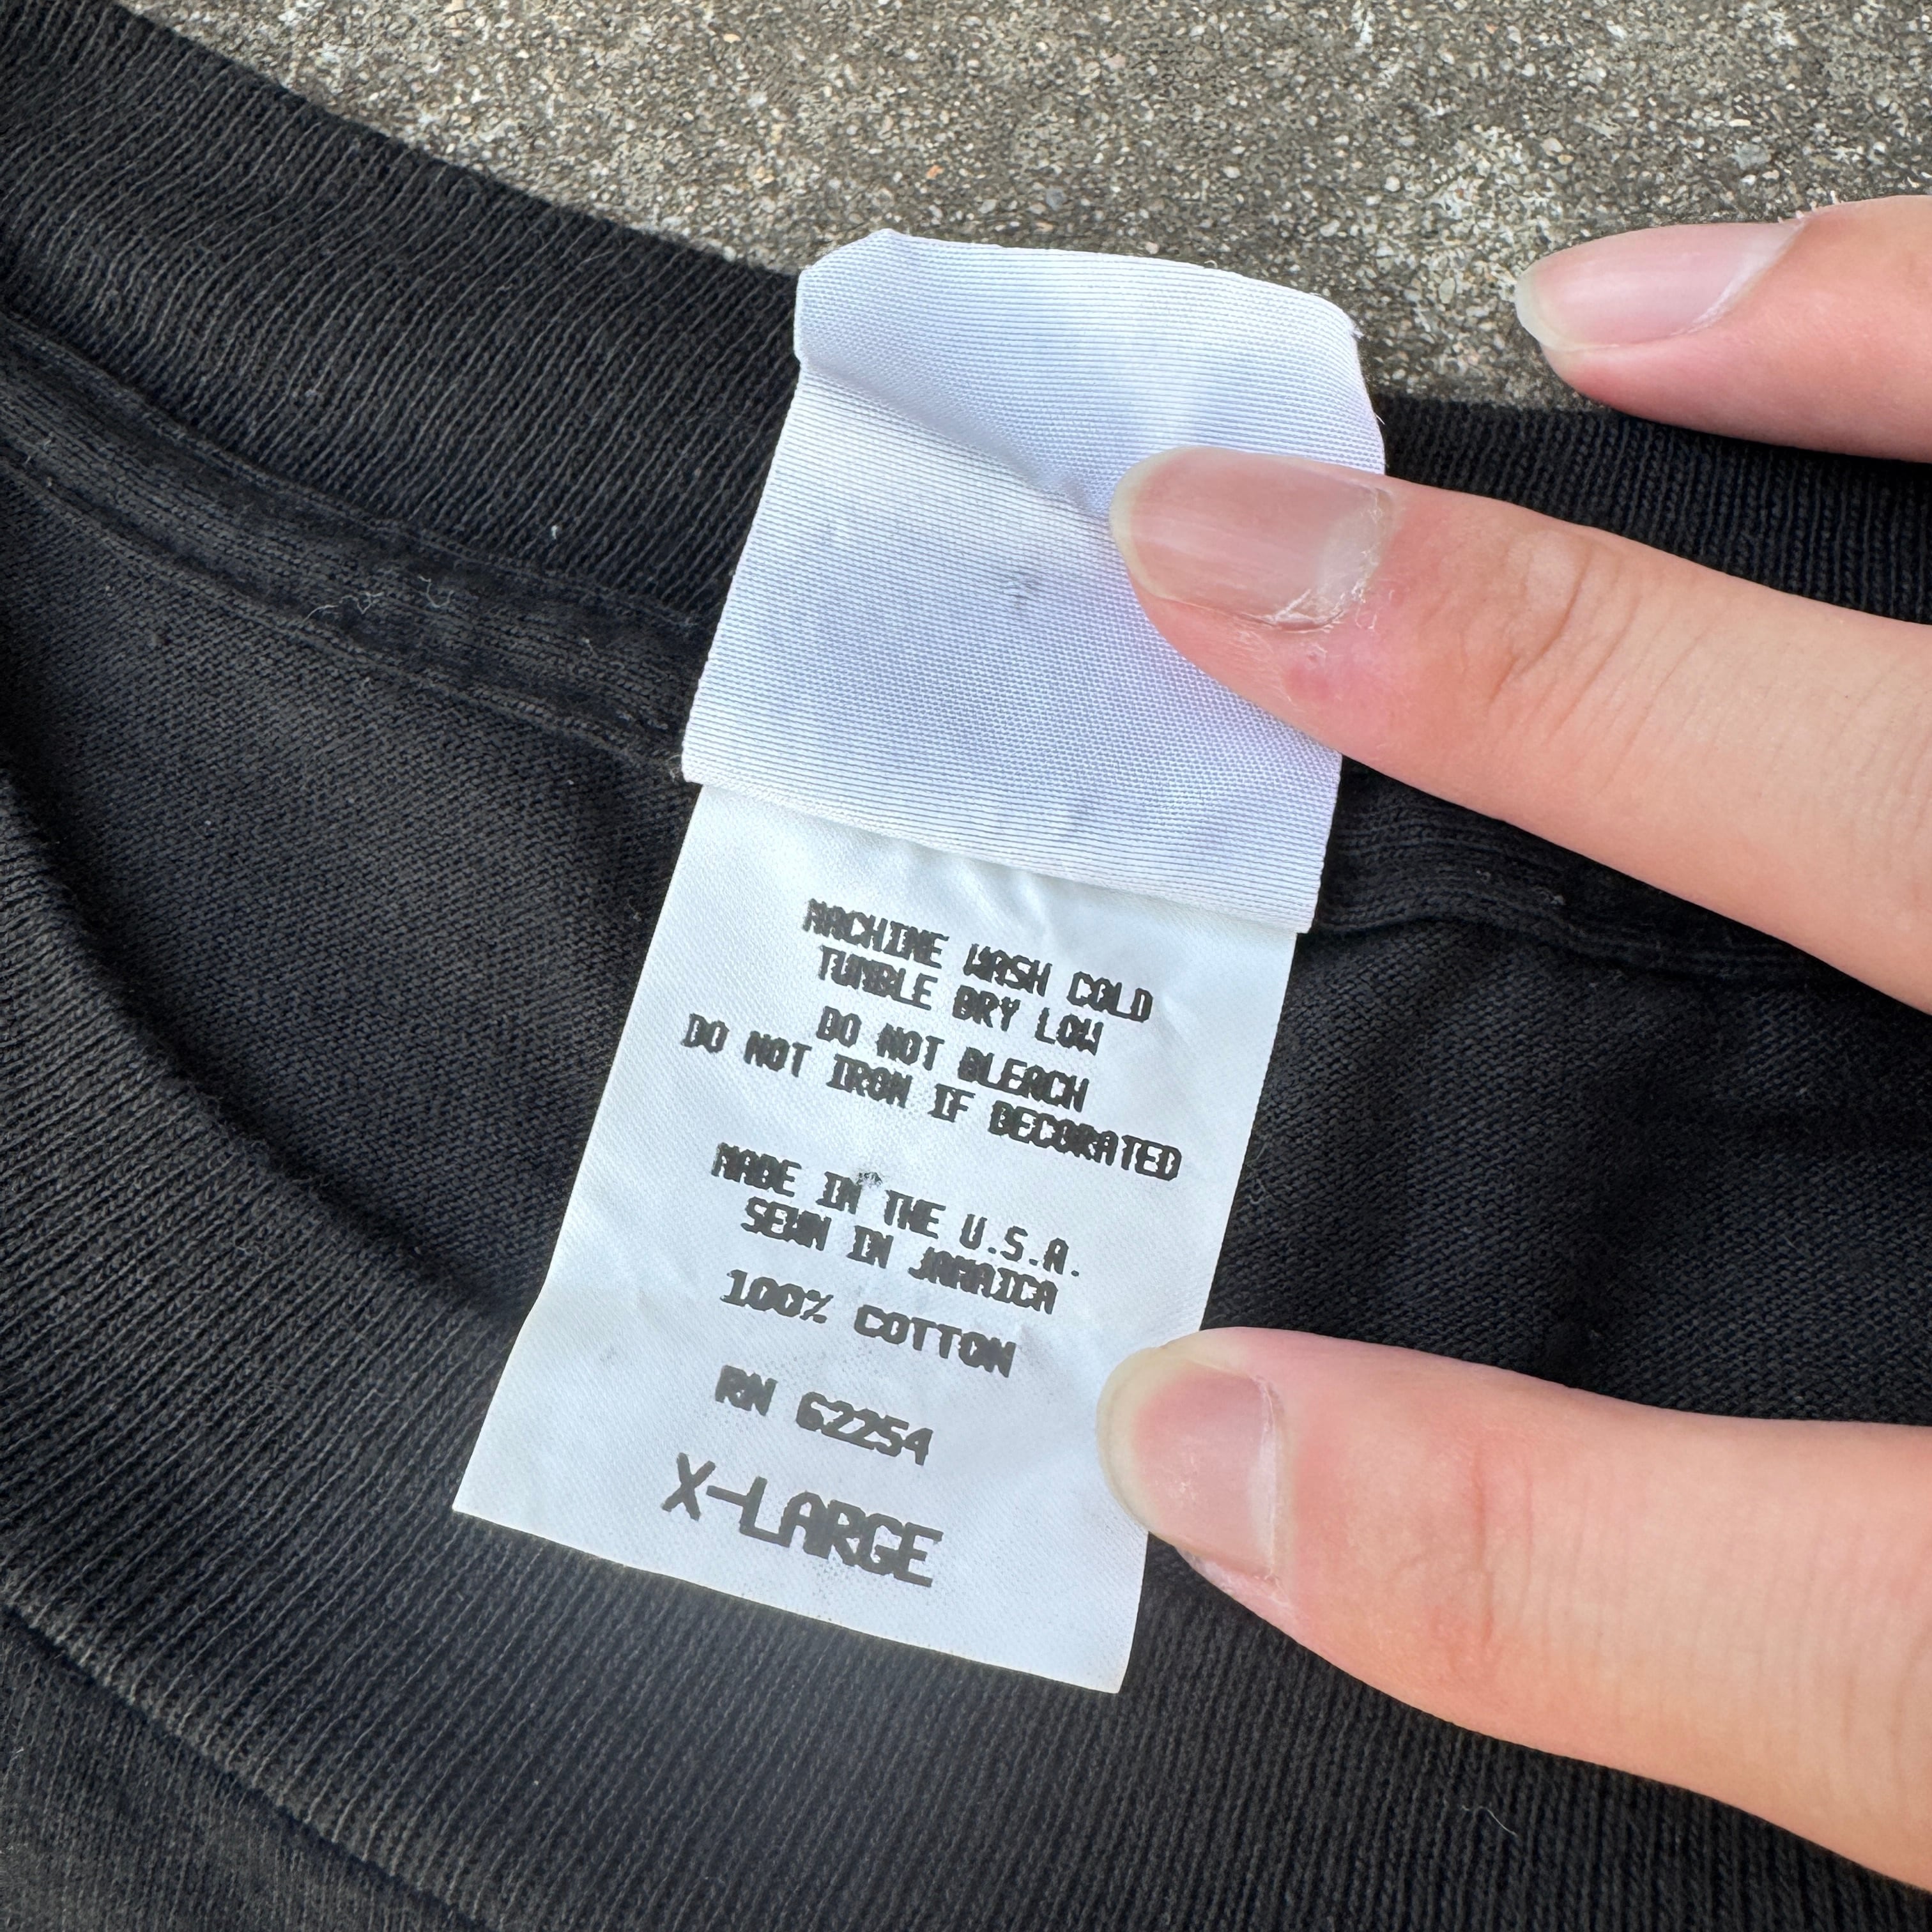 MACHINE WASH COLD
TUMBLE DRY LOW
DO NOT BLEACH
DO NOT IRON IF DECORATED
MADE IN THE U.S.A.
SEWN IN JAMAICA
100% COTTON
RN 62254
X-LARGE